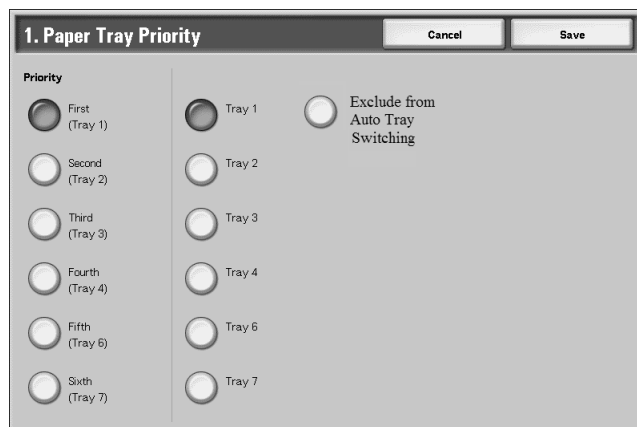 1. Paper Tray Priority
Cancel
Save
Priority
First
(Tray 1)
Second
(Tray 2)
Third
(Tray 3)
Fourth
(Tray 4)
Fifth
(Tray 6)
Sixth
(Tray 7)
Tray 1
Tray 2
Tray 3
Tray 4
Tray 6
Tray 7
Exclude from
Auto Tray
Switching